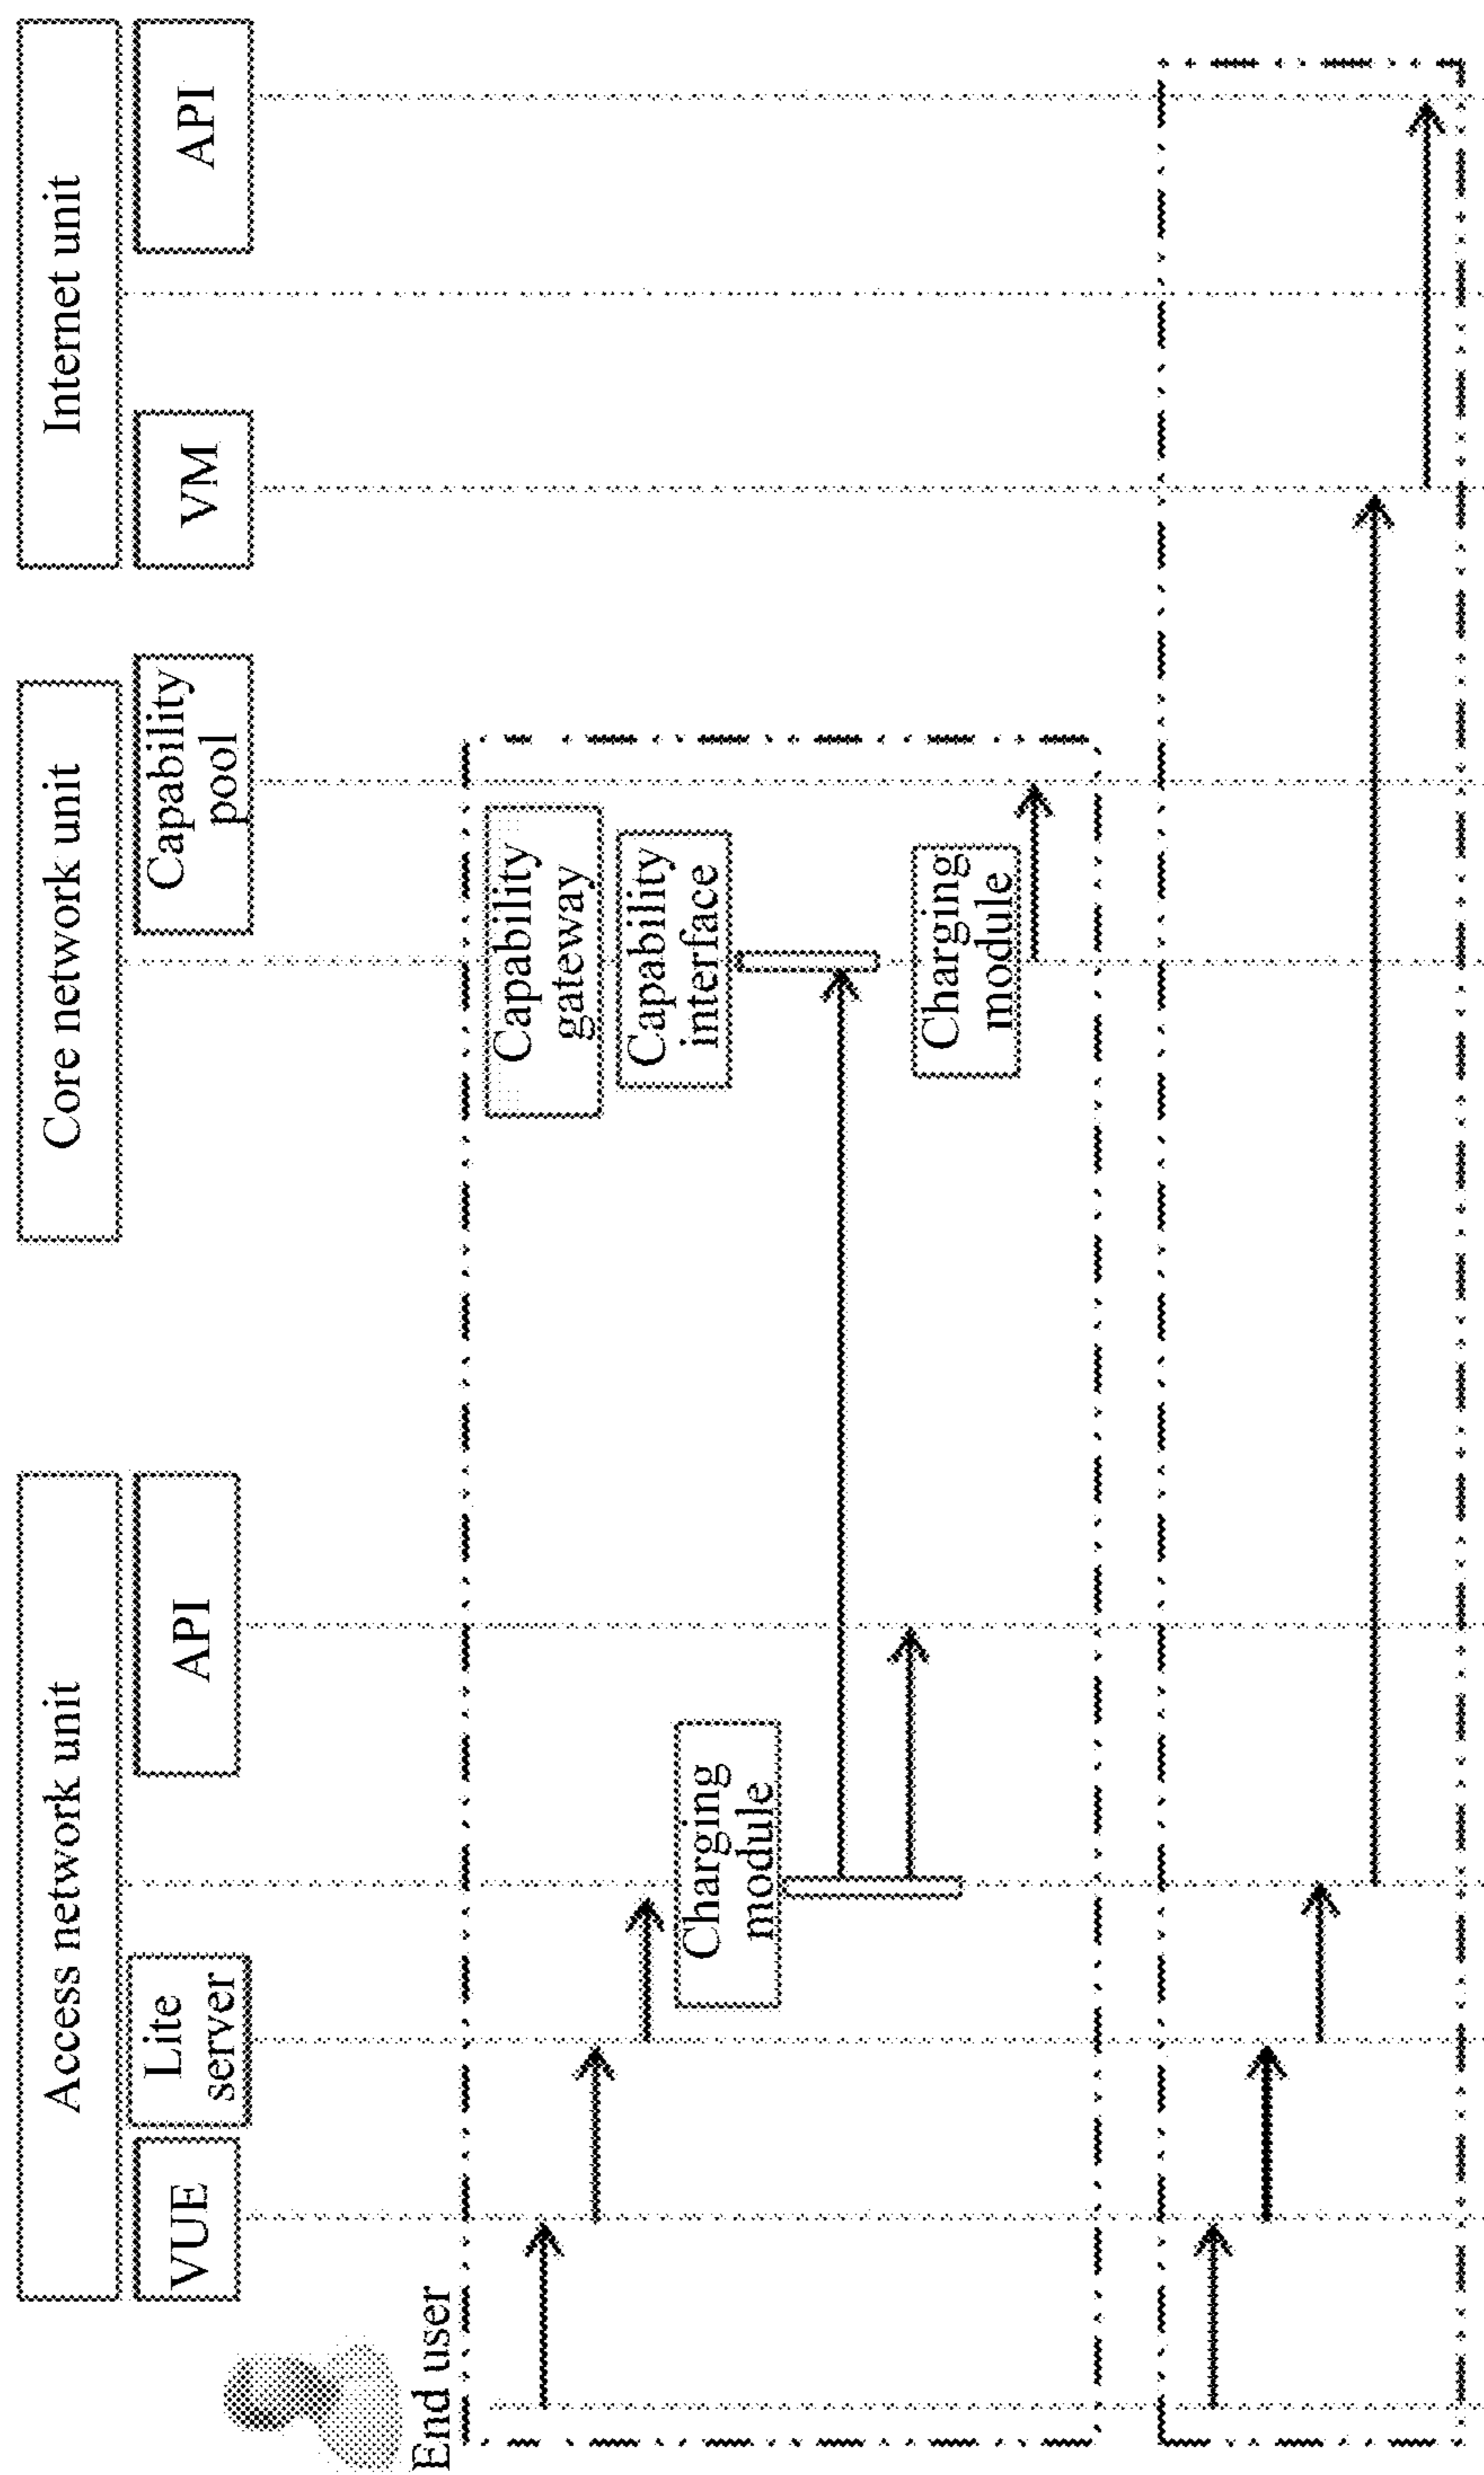 Access network unit
Core network unit
Internet unit
VUE
Lite
server
API
Capability
pool
VM
API
End user
Capability
gateway
Capability
interface
Charging
module
Charging
module